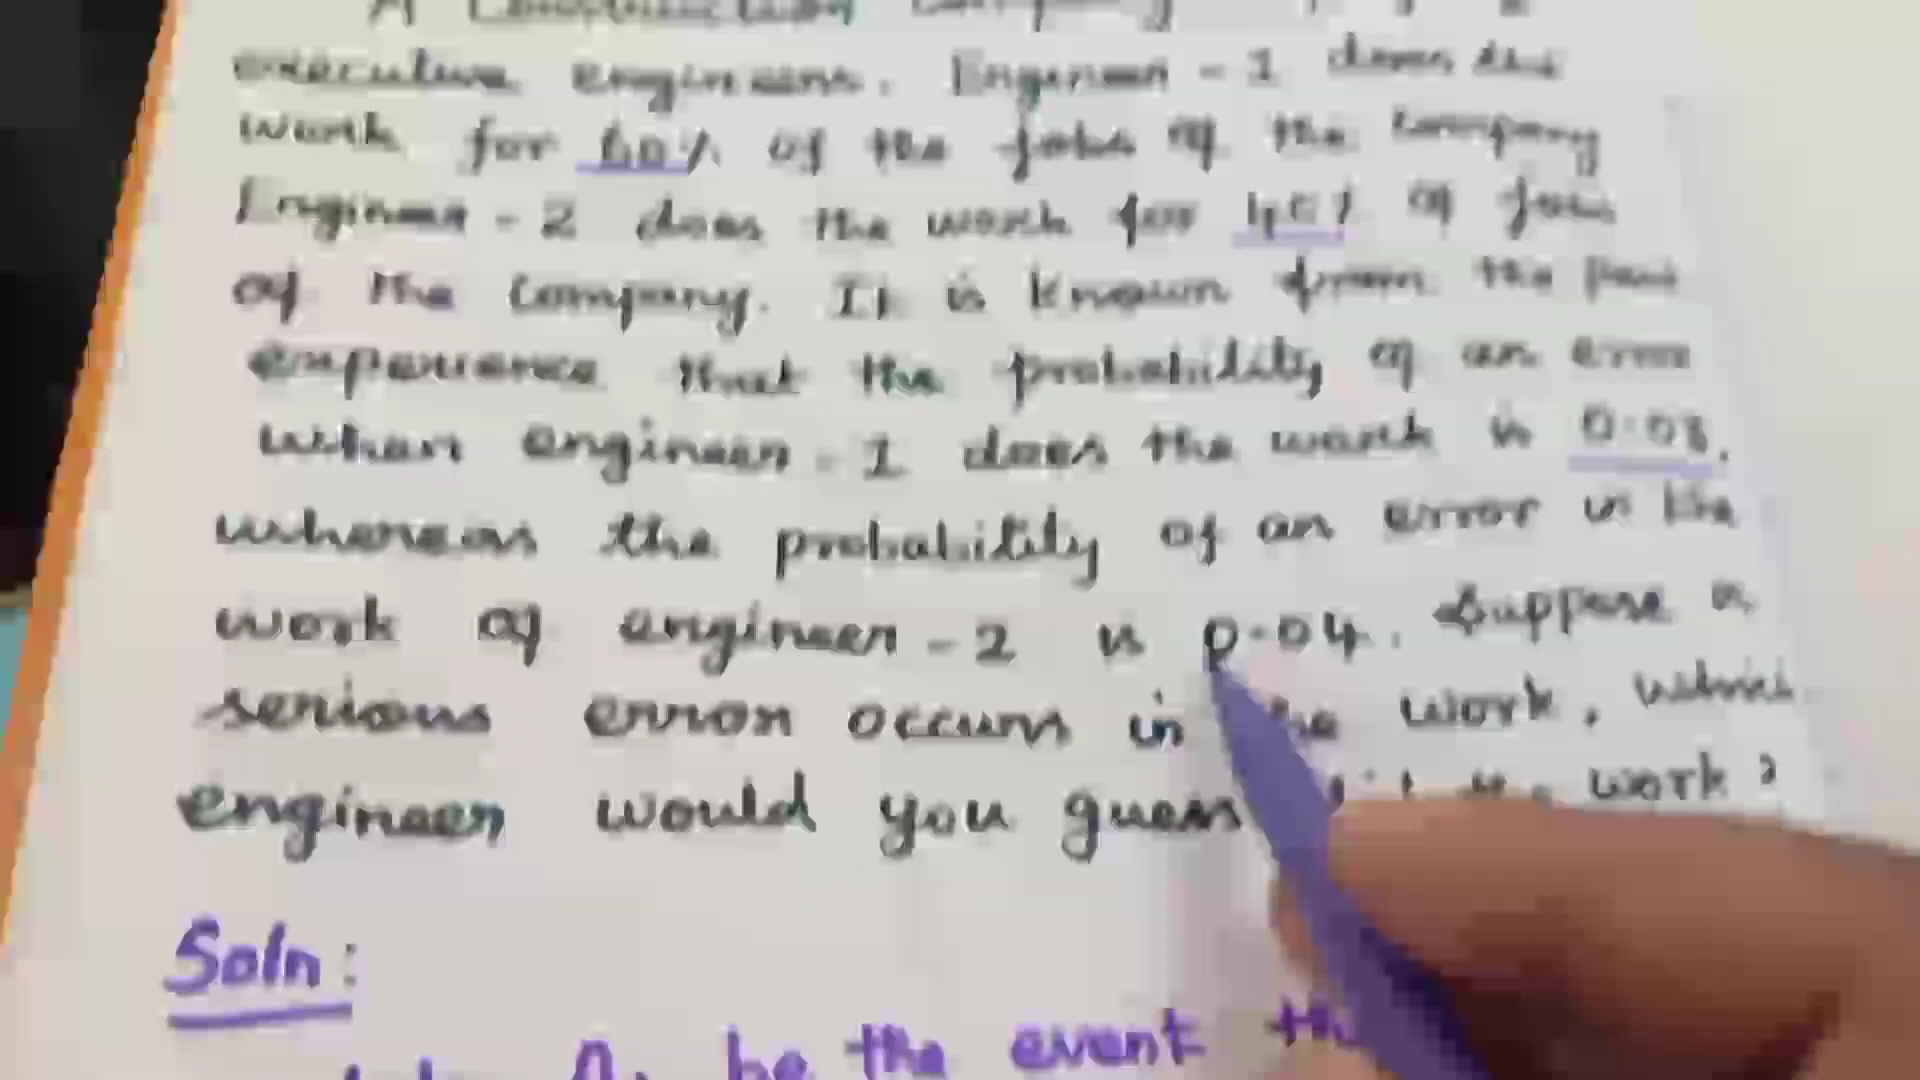 A Construction Company
executive engineers. Engineer - 1 does the
work for 60% of the jobs of the Company
Engineer - 2 does the work for 40% of jobs
of the Company. It is known from the past
experience that the probability of an error
when engineer - 1 does the work is 0.03,
whereas the probability of an error in the
work of engineer - 2 is 0.04. Suppose a
serious error occurs in the work, which
engineer would you guess work?
Soln:
A be the event